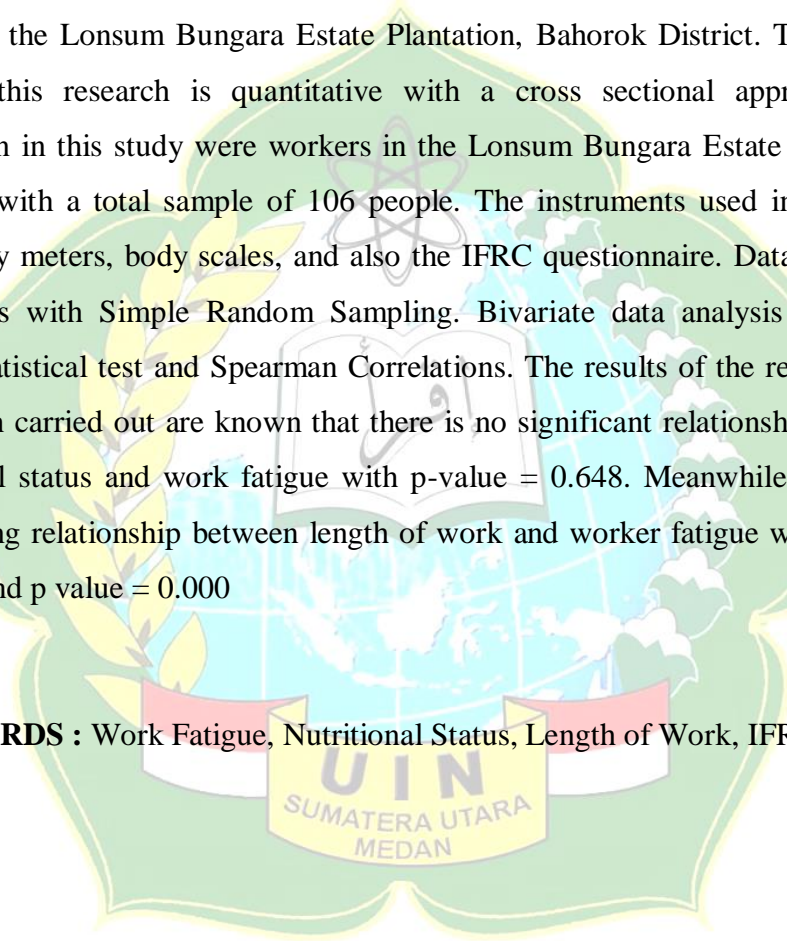 the Lonsum Bungara Estate Plantation, Bahorok District. T
this research is quantitative with a cross sectional appr
n in this study were workers in the Lonsum Bungara Estate
with a total sample of 106 people. The instruments used in
y meters, body scales, and also the IFRC questionnaire. Data
s with Simple Random Sampling. Bivariate data analysis
atistical test and Spearman Correlations. The results of the re
n carried out are known that there is no significant relationsh
l status and work fatigue with p-value = 0.648. Meanwhile
ng relationship between length of work and worker fatigue w
nd p value = 0.000
RDS : Work Fatigue, Nutritional Status, Length of Work, IFR
UIN
SUMATERA UTARA
MEDAN